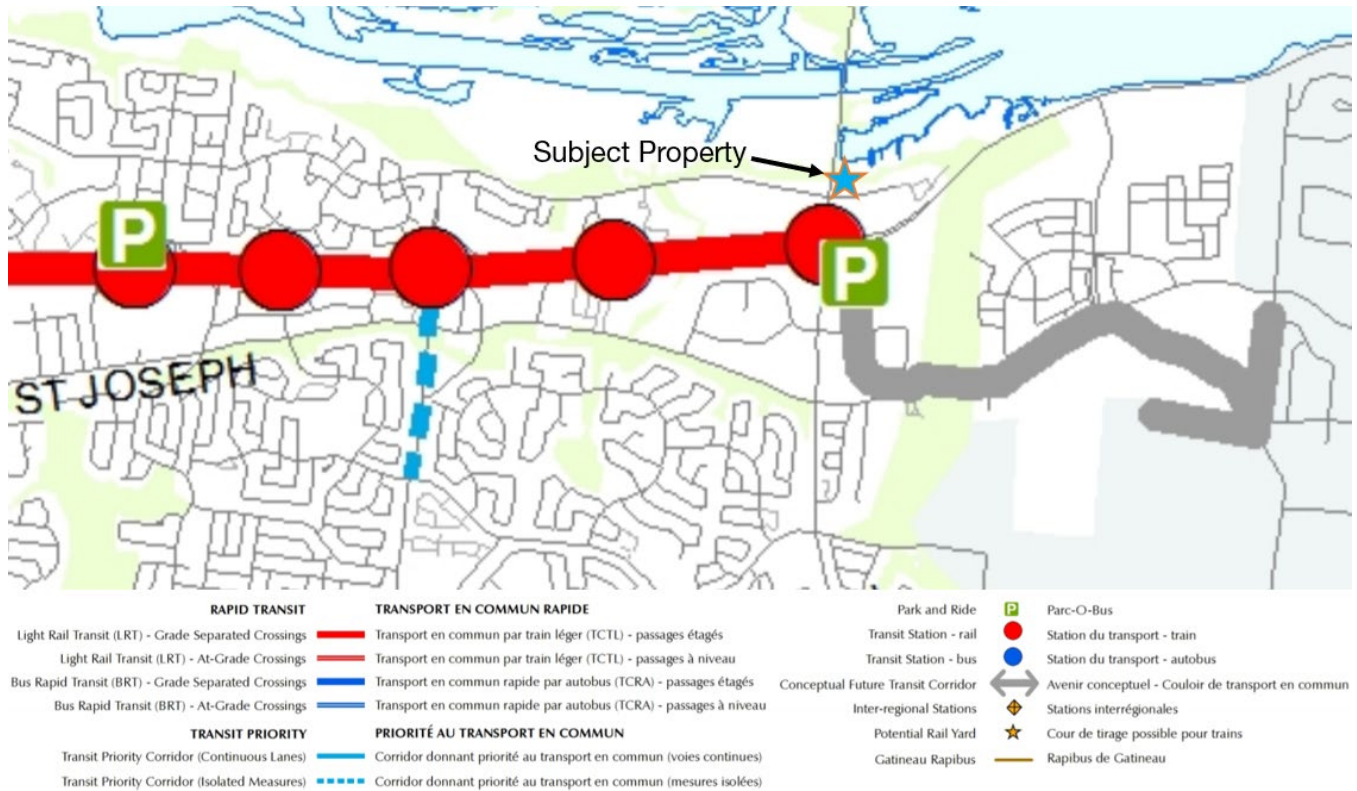 Subject Property
P
P
ST JOSEPH
RAPID TRANSIT TRANSPORT EN COMMUN RAPIDE
Light Rail Transit (LRT) - Grade Separated Crossings Transport en commun par train léger (TCTL) - passages étagés
Light Rail Transit (LRT) - At-Grade Crossings Transport en commun par train léger (TCTL) - passages à niveau
Bus Rapid Transit (BRT) - Grade Separated Crossings Transport en commun rapide par autobus (TCRA) - passages étagés
Bus Rapid Transit (BRT) - At-Grade Crossings Transport en commun rapide par autobus (TCRA) - passages à niveau
TRANSIT PRIORITY PRIORITÉ AU TRANSPORT EN COMMUN
Transit Priority Corridor (Continuous Lanes) Corridor donnant priorité au transport en commun (voies continues)
Transit Priority Corridor (Isolated Measures) Corridor donnant priorité au transport en commun (mesures isolées)
Park and Ride P Parc-O-Bus
Transit Station - rail Station du transport - train
Transit Station - bus Station du transport - autobus
Conceptual Future Transit Corridor Avenir conceptuel - Couloir de transport en commun
Inter-regional Stations Stations interrégionales
Potential Rail Yard Cour de tirage possible pour trains
Gatineau Rapibus Rapibus de Gatineau